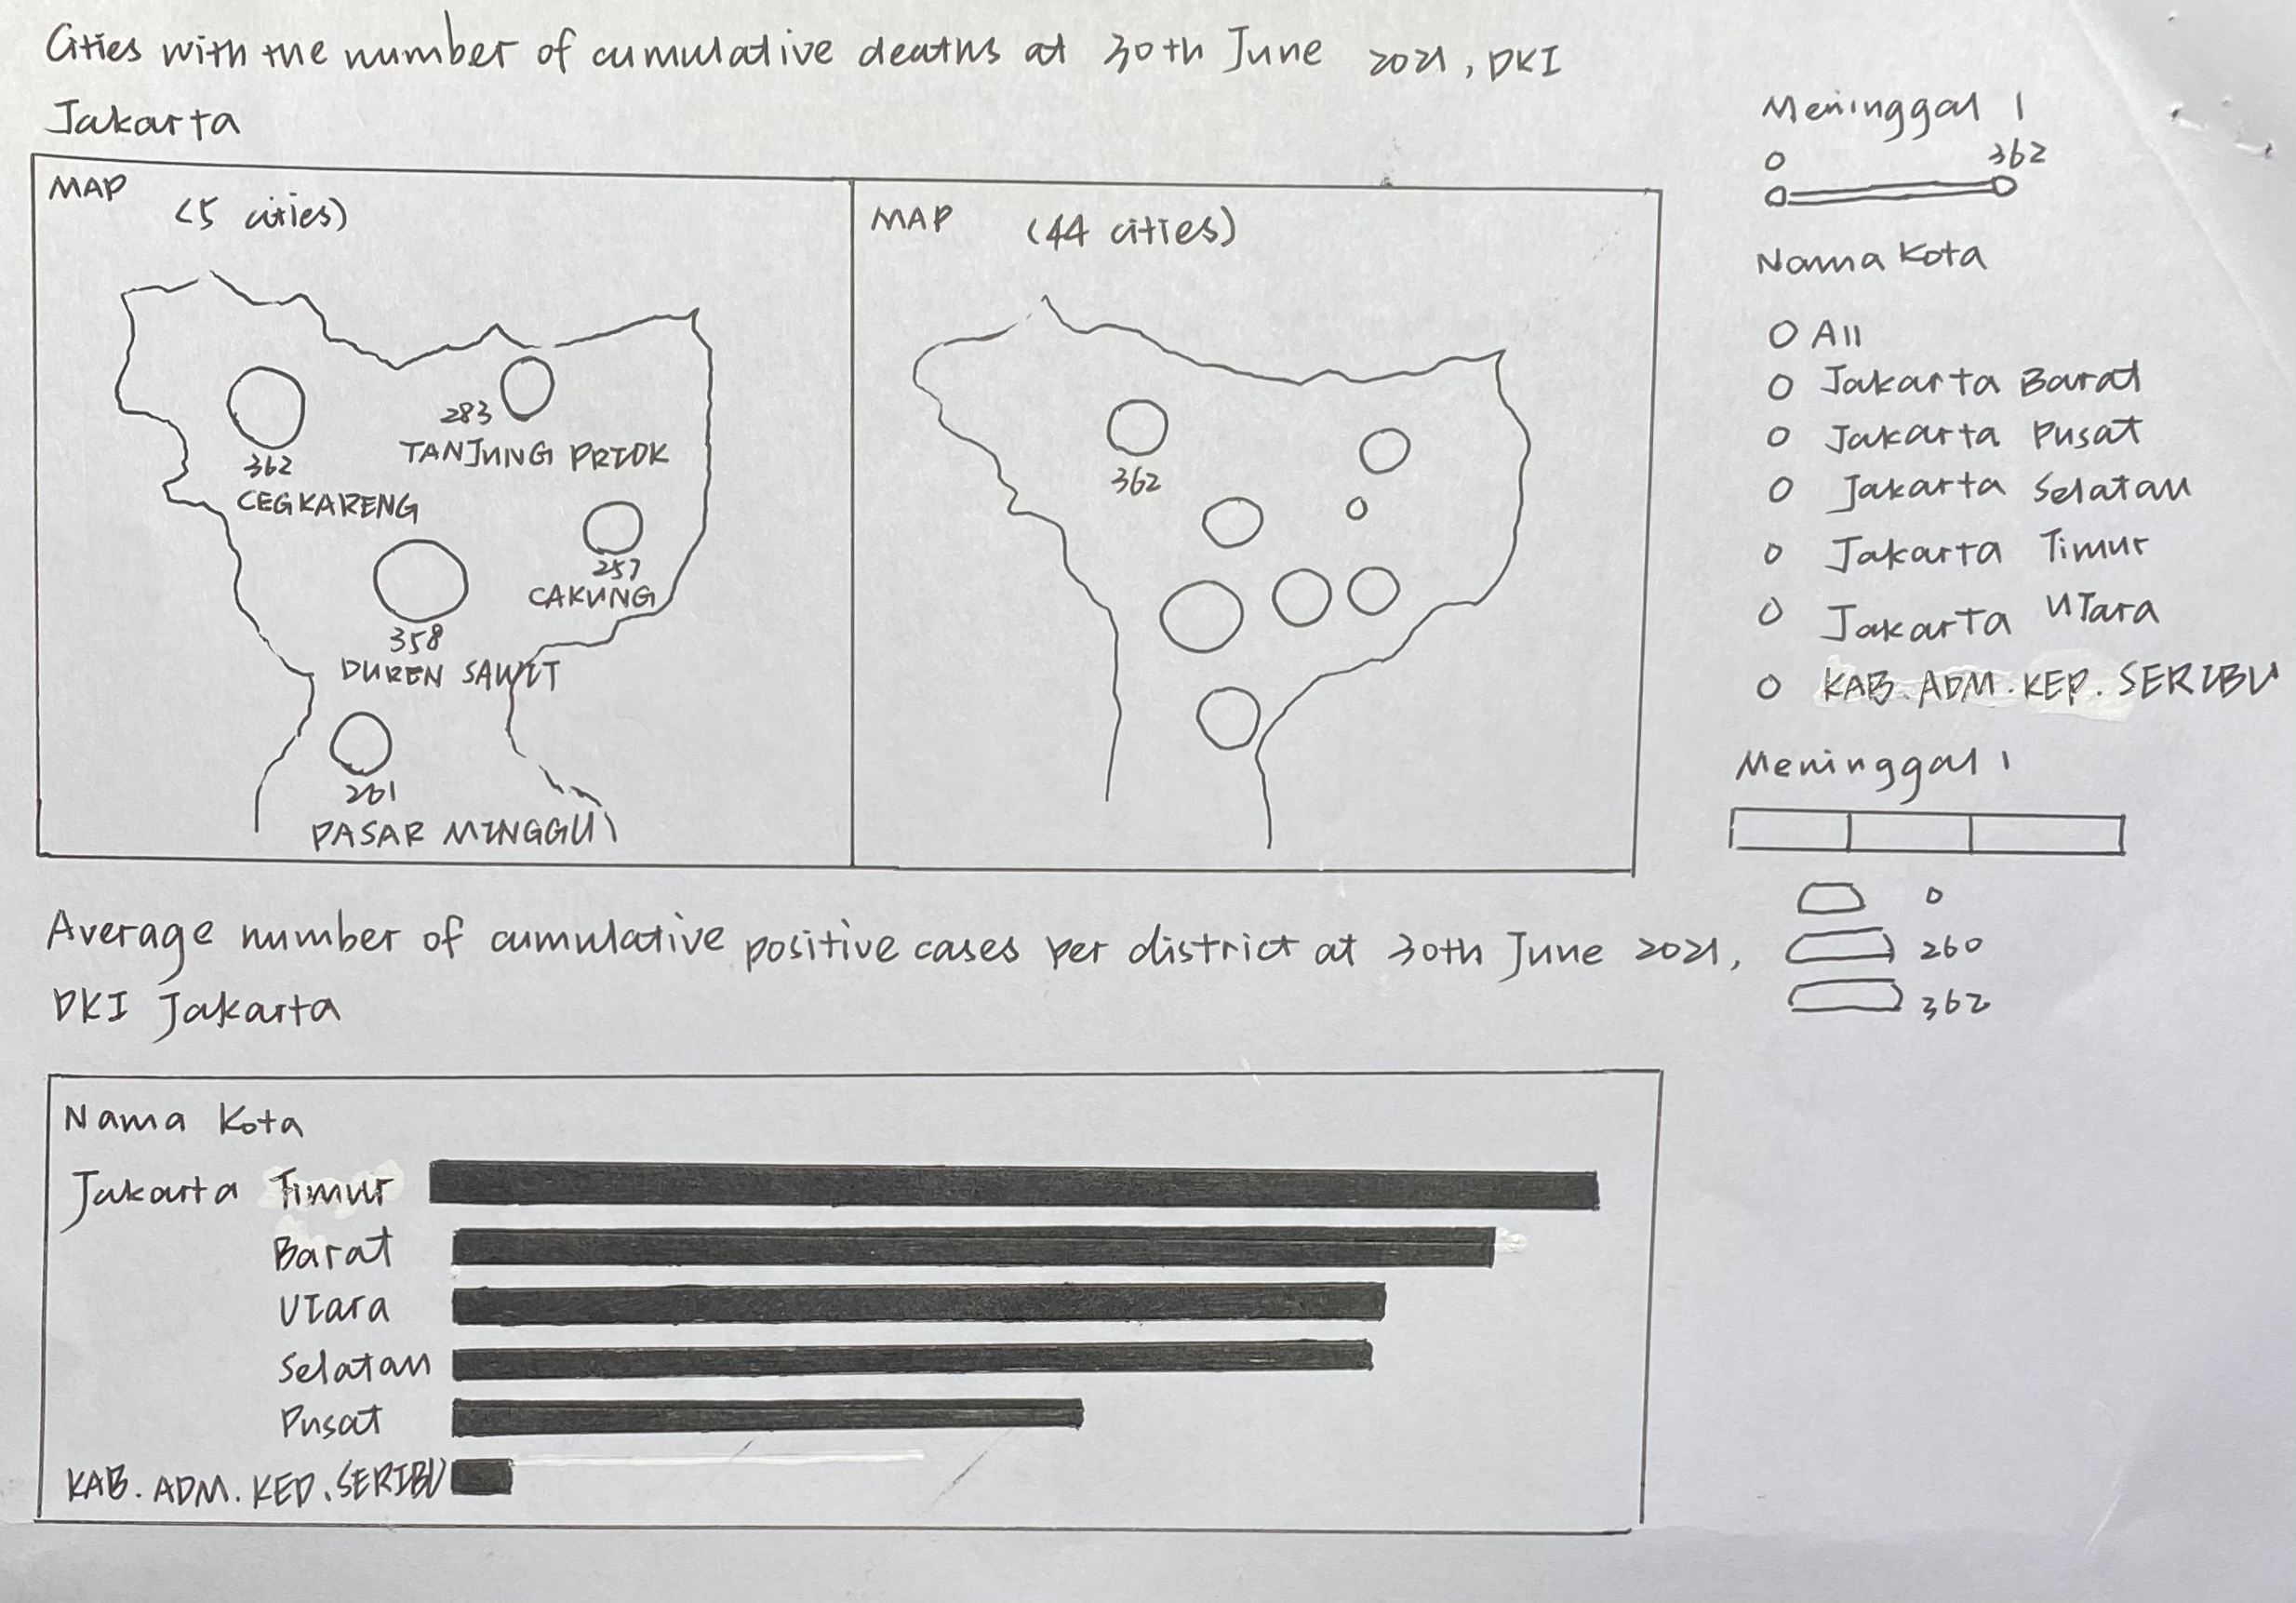 Cities with the number of cumulative deaths at 30th June 2021, DKI
Jakarta
MAP
(5 cities)
283
TANJUNG PRIOK
362
CEGKARENG
257
CAKUNG
358
DUREN SAWIT
261
PASAR MINGGU
MAP
(44 cities)
362
Meninggal 1
0 362
Nama Kota
All
Jakarta Barat
Jakarta Pusat
Jakarta Selatan
Jakarta Timur
Jakarta Utara
KAB. ADM. KEP. SERIBU
Meninggal 1
0
260
362
Average number of cumulative positive cases per district at 30th June 2021,
DKI Jakarta
Nama Kota
Jakarta Timur
Barat
Utara
Selatan
Pusat
KAB. ADM. KEP. SERIBU